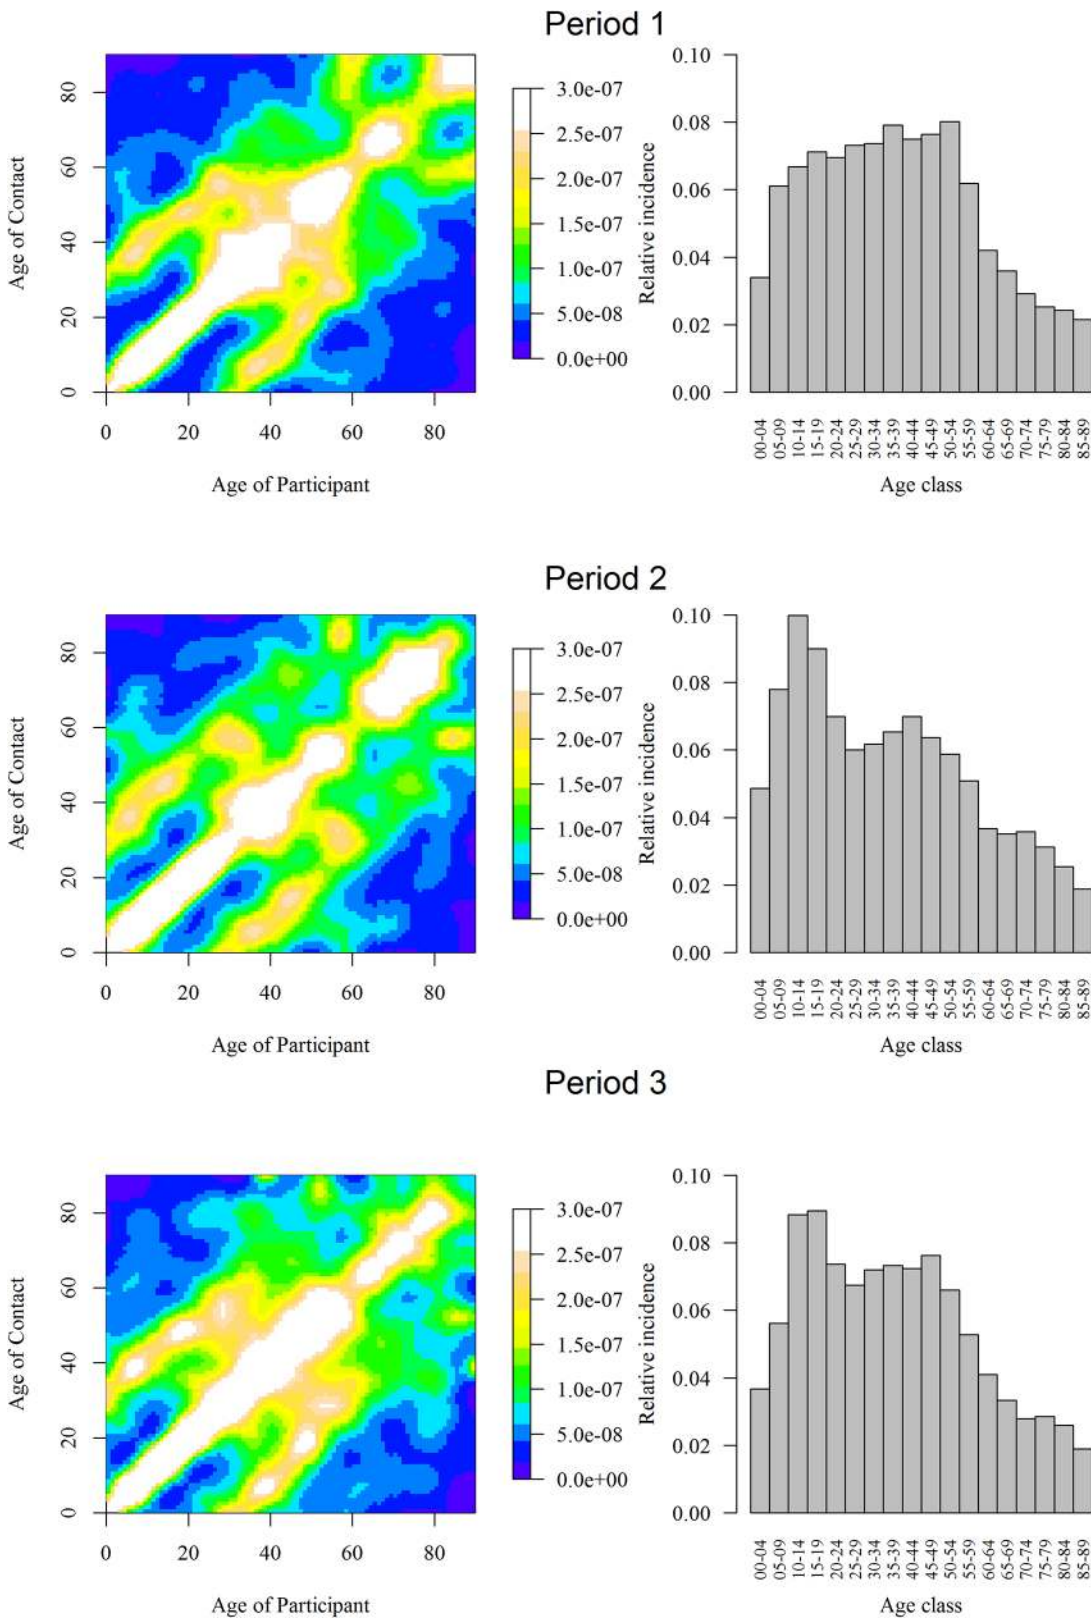 Period 1
Age of Contact
80
60
40
20
0
0 20 40 60 80
Age of Participant
3.0e-07
2.5e-07
2.0e-07
1.5e-07
1.0e-07
5.0e-08
0.0e+00
Relative incidence
0.10
0.08
0.06
0.04
0.02
0.00
00-04 05-09 10-14 15-19 20-24 25-29 30-34 35-39 40-44 45-49 50-54 55-59 60-64 65-69 70-74 75-79 80-84 85-89
Age class
Period 2
Age of Contact
80
60
40
20
0
0 20 40 60 80
Age of Participant
3.0e-07
2.5e-07
2.0e-07
1.5e-07
1.0e-07
5.0e-08
0.0e+00
Relative incidence
0.10
0.08
0.06
0.04
0.02
0.00
00-04 05-09 10-14 15-19 20-24 25-29 30-34 35-39 40-44 45-49 50-54 55-59 60-64 65-69 70-74 75-79 80-84 85-89
Age class
Period 3
Age of Contact
80
60
40
20
0
0 20 40 60 80
Age of Participant
3.0e-07
2.5e-07
2.0e-07
1.5e-07
1.0e-07
5.0e-08
0.0e+00
Relative incidence
0.10
0.08
0.06
0.04
0.02
0.00
00-04 05-09 10-14 15-19 20-24 25-29 30-34 35-39 40-44 45-49 50-54 55-59 60-64 65-69 70-74 75-79 80-84 85-89
Age class